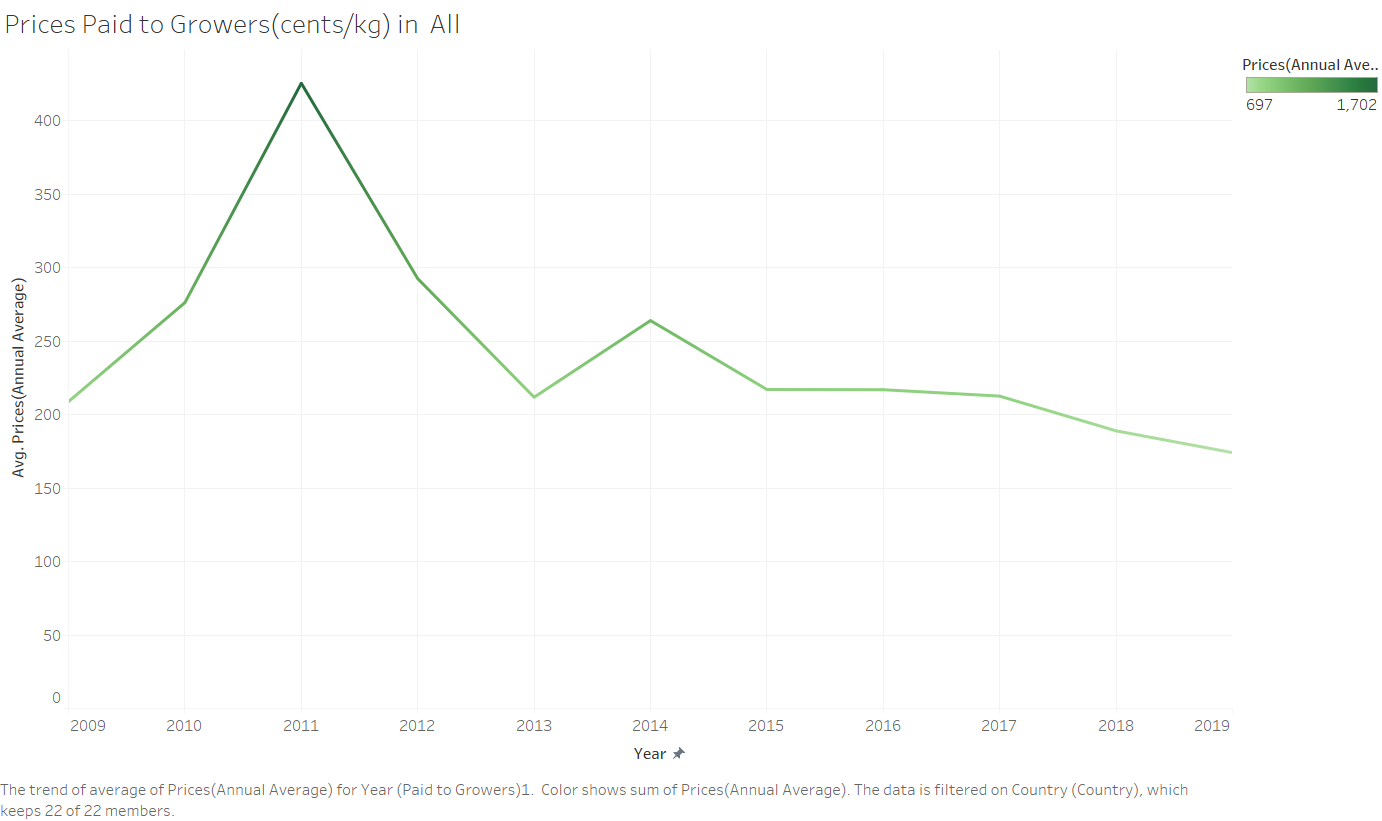 Prices Paid to Growers(cents/kg) in  All
Prices(Annual Ave..
697 1,702
Avg. Prices(Annual Average)
400
350
300
250
200
150
100
50
0
2009 2010 2011 2012 2013 2014 2015 2016 2017 2018 2019
Year
The trend of average of Prices(Annual Average) for Year (Paid to Growers)1.  Color shows sum of Prices(Annual Average). The data is filtered on Country (Country), which
keeps 22 of 22 members.